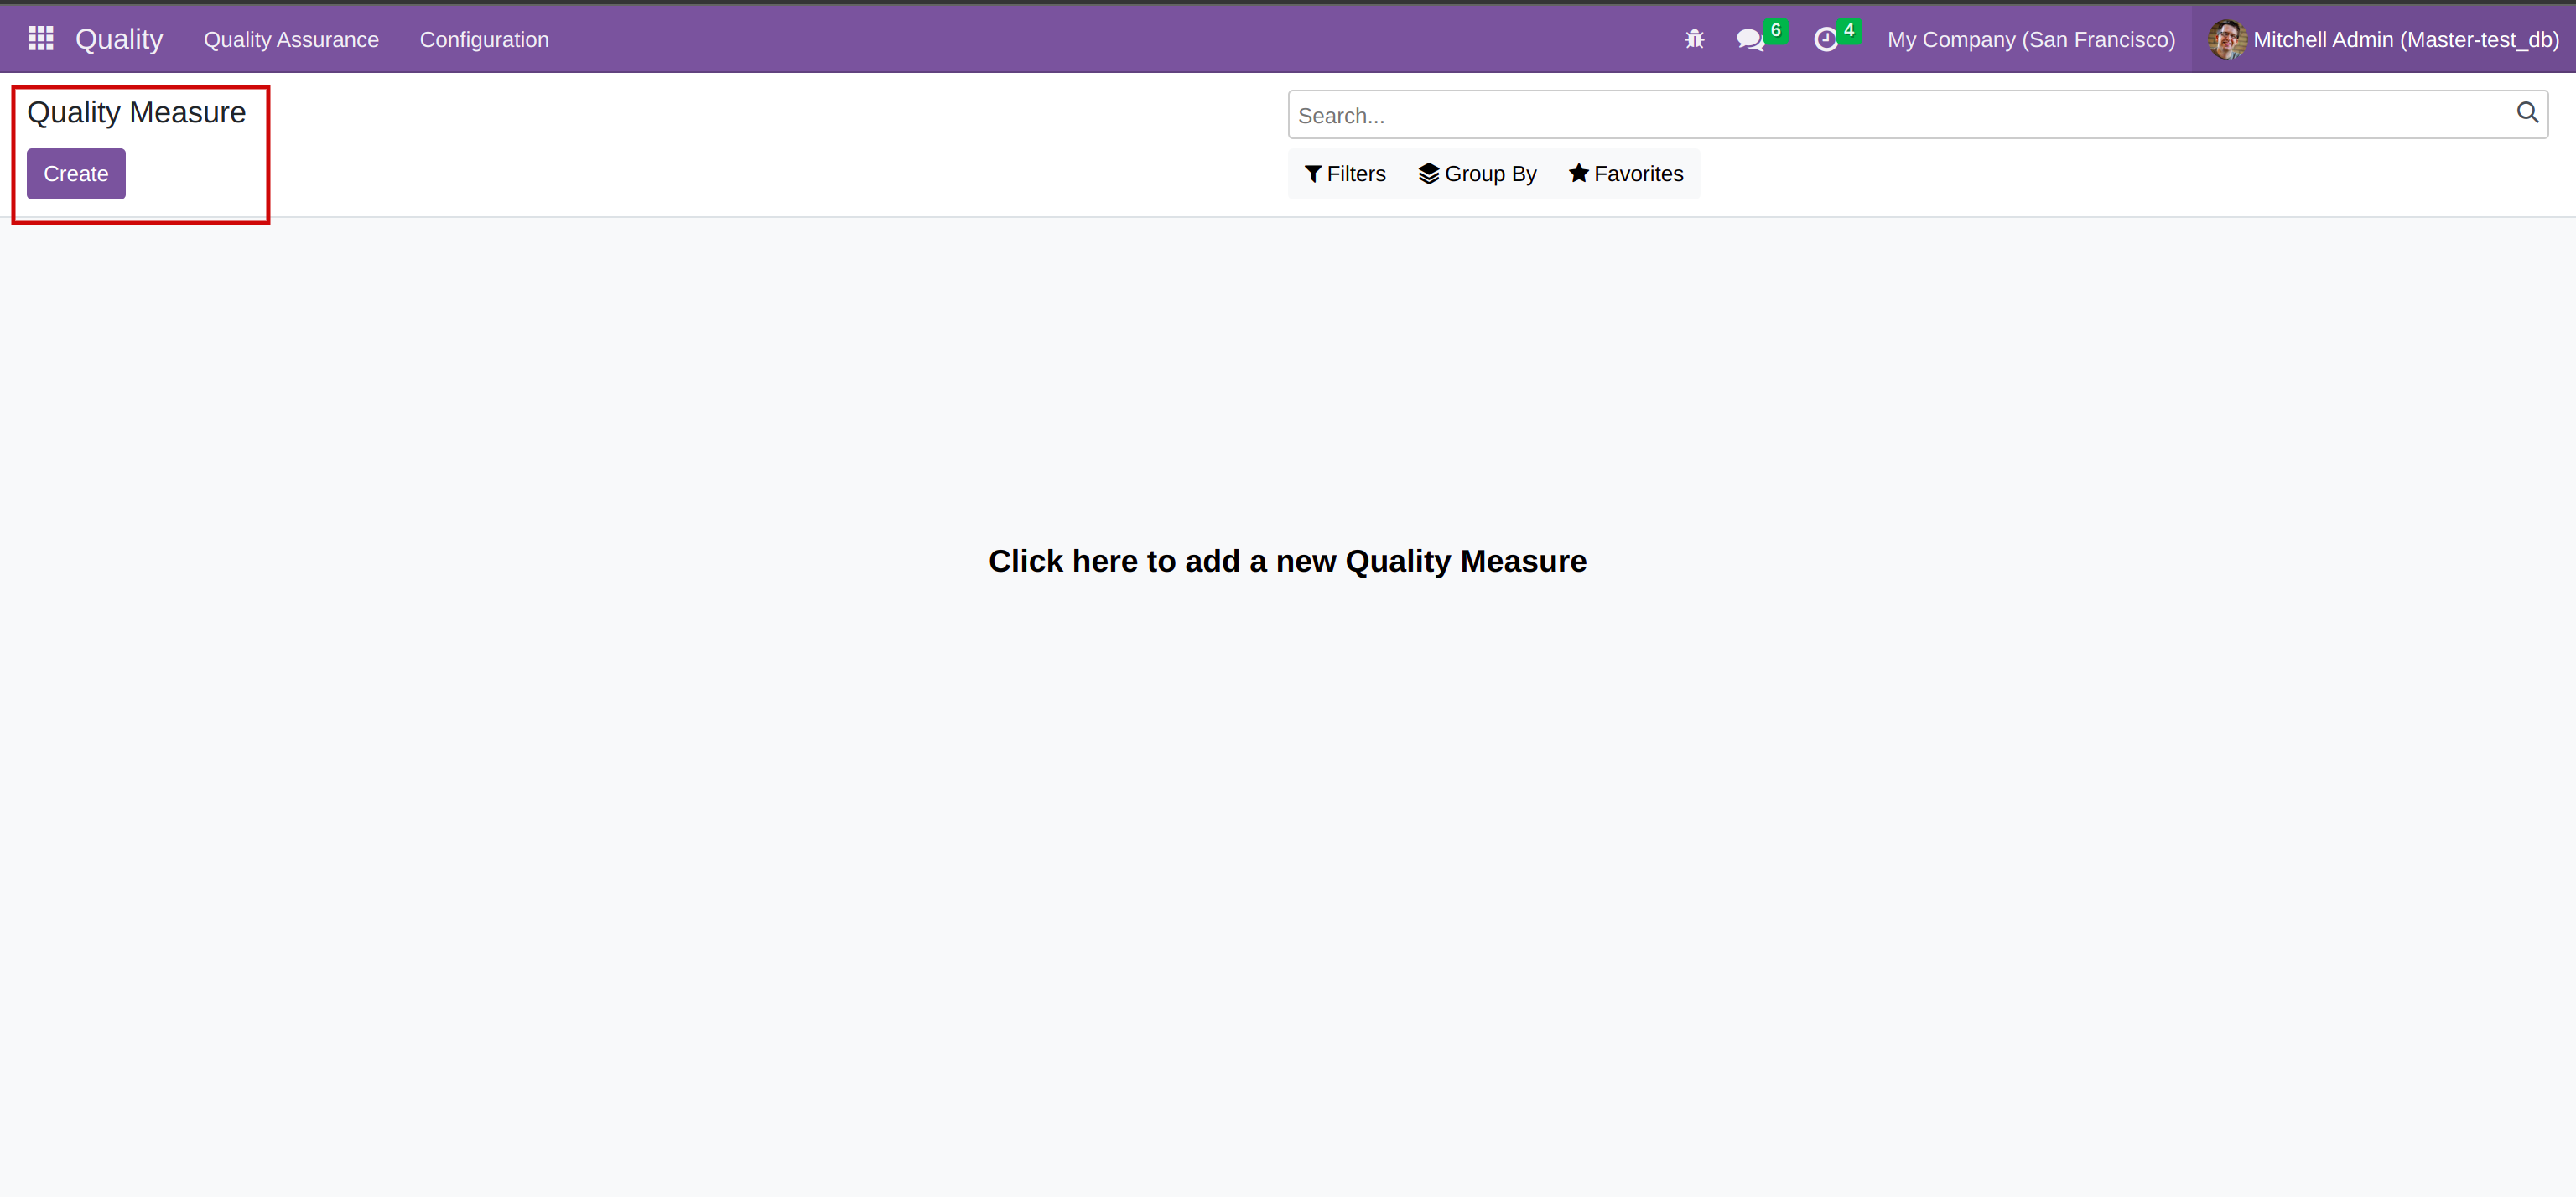 Quality Quality Assurance Configuration 6 4 My Company (San Francisco) Mitchell Admin (Master-test_db)
Quality Measure
Search...
Create
Filters Group By Favorites
Click here to add a new Quality Measure